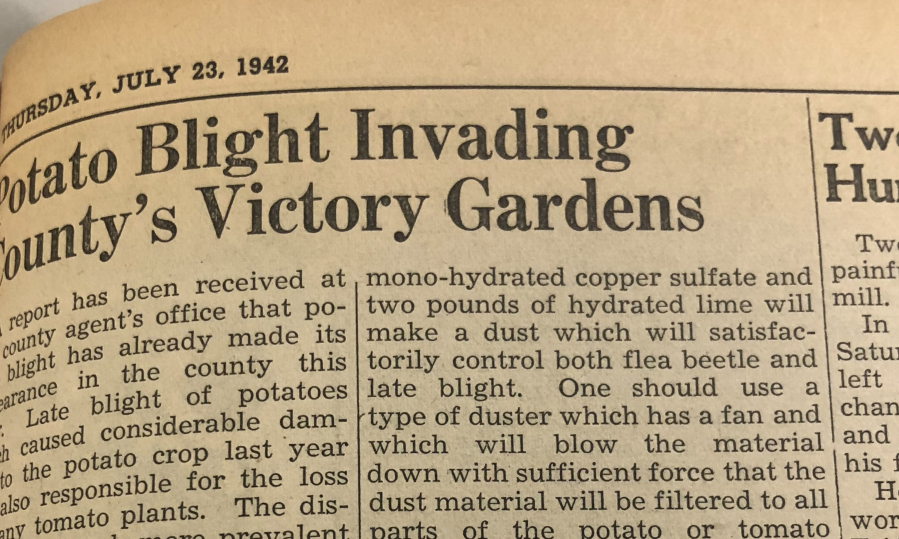 THURSDAY, JULY 23, 1942
Potato Blight Invading
County's Victory Gardens
report has been received at
county agent's office that po-
blight has already made its
earance in the county this
Late blight of potatoes
h caused considerable dam-
to the potato crop last year
also responsible for the loss
any tomato plants. The dis-
more prevalent
mono-hydrated copper sulfate and
two pounds of hydrated lime will
make a dust which will satisfac-
torily control both flea beetle and
late blight. One should use a
type of duster which has a fan and
which will blow the material
down with sufficient force that the
dust material will be filtered to all
parts of the potato or tomato
Two
Hu
Two
painf
mill.
In
Satur
left
chan
and
his f
H
wor